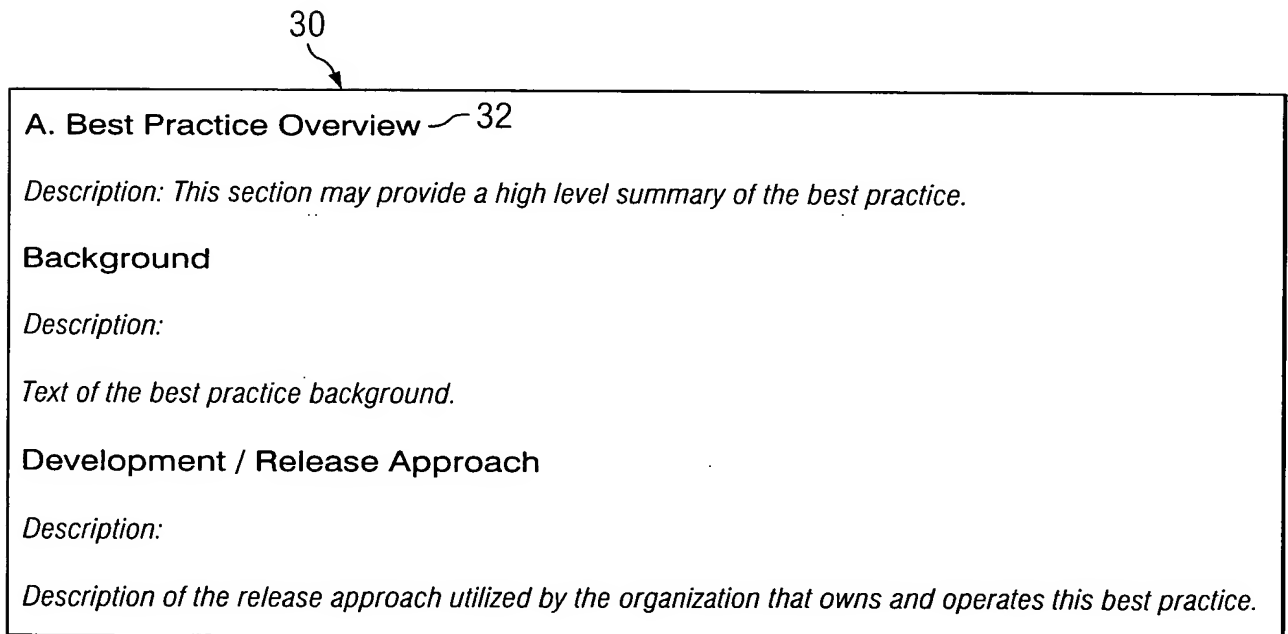 30
A. Best Practice Overview 32
Description: This section may provide a high level summary of the best practice.
Background
Description:
Text of the best practice background.
Development / Release Approach
Description:
Description of the release approach utilized by the organization that owns and operates this best practice.